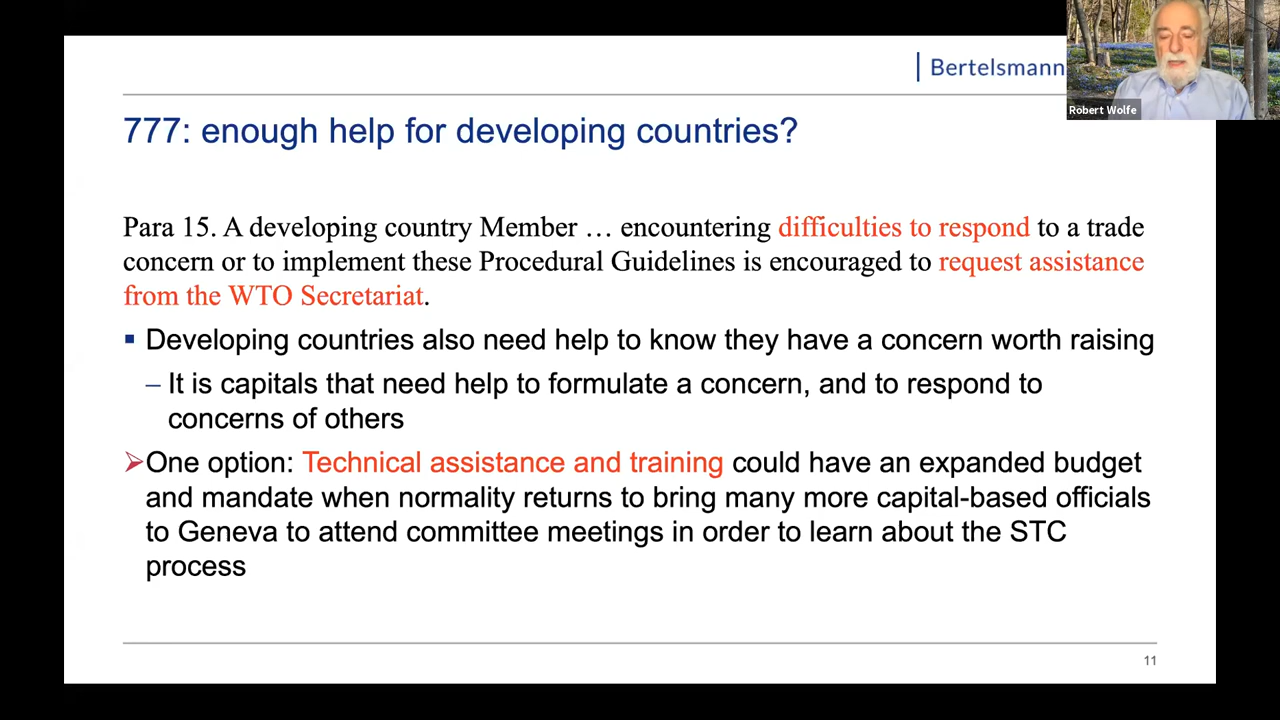 | Bertelsmann
Robert Wolfe
777: enough help for developing countries?
Para 15. A developing country Member … encountering difficulties to respond to a trade
concern or to implement these Procedural Guidelines is encouraged to request assistance
from the WTO Secretariat.
▪ Developing countries also need help to know they have a concern worth raising
– It is capitals that need help to formulate a concern, and to respond to
concerns of others
➢One option: Technical assistance and training could have an expanded budget
and mandate when normality returns to bring many more capital-based officials
to Geneva to attend committee meetings in order to learn about the STC
process
11